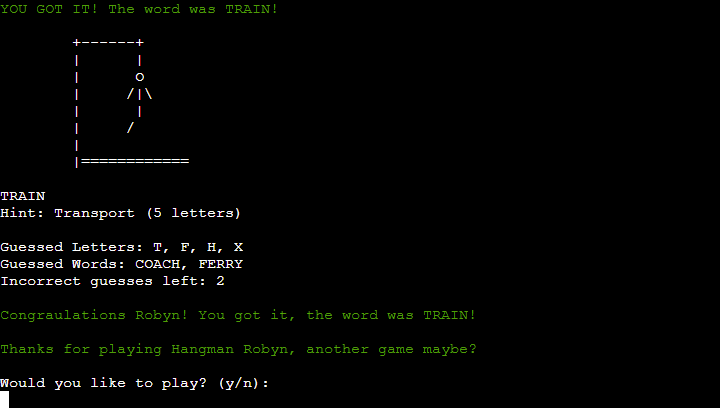 YOU GOT IT! The word was TRAIN!
TRAIN
Hint: Transport (5 letters)
Guessed Letters: T, F, H, X
Guessed Words: COACH, FERRY
Incorrect guesses left: 2
Congraulations Robyn! You got it, the word was TRAIN!
Thanks for playing Hangman Robyn, another game maybe?
Would you like to play? (y/n):